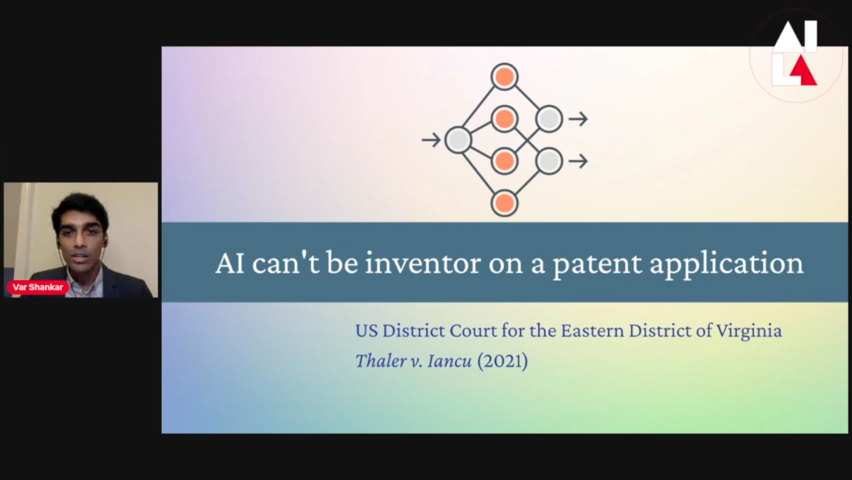 AILA
AI can't be inventor on a patent application
US District Court for the Eastern District of Virginia
Thaler v. Iancu (2021)
Var Shankar